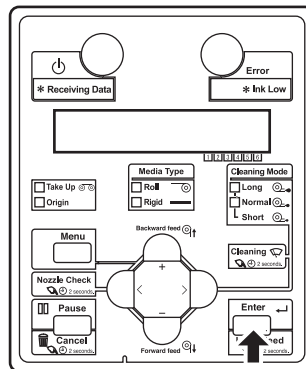 Error
* Receiving Data
* Ink Low
1 2 3 4 5 6
Media Type
Cleaning Mode
Take Up
Roll
Long
Origin
Rigid
Normal
Short
Menu
Backward feed
Cleaning
2 seconds.
Nozzle Check
2 seconds.
+
< >
−
Pause
Enter
Cancel
2 seconds.
Forward feed
2 seconds.